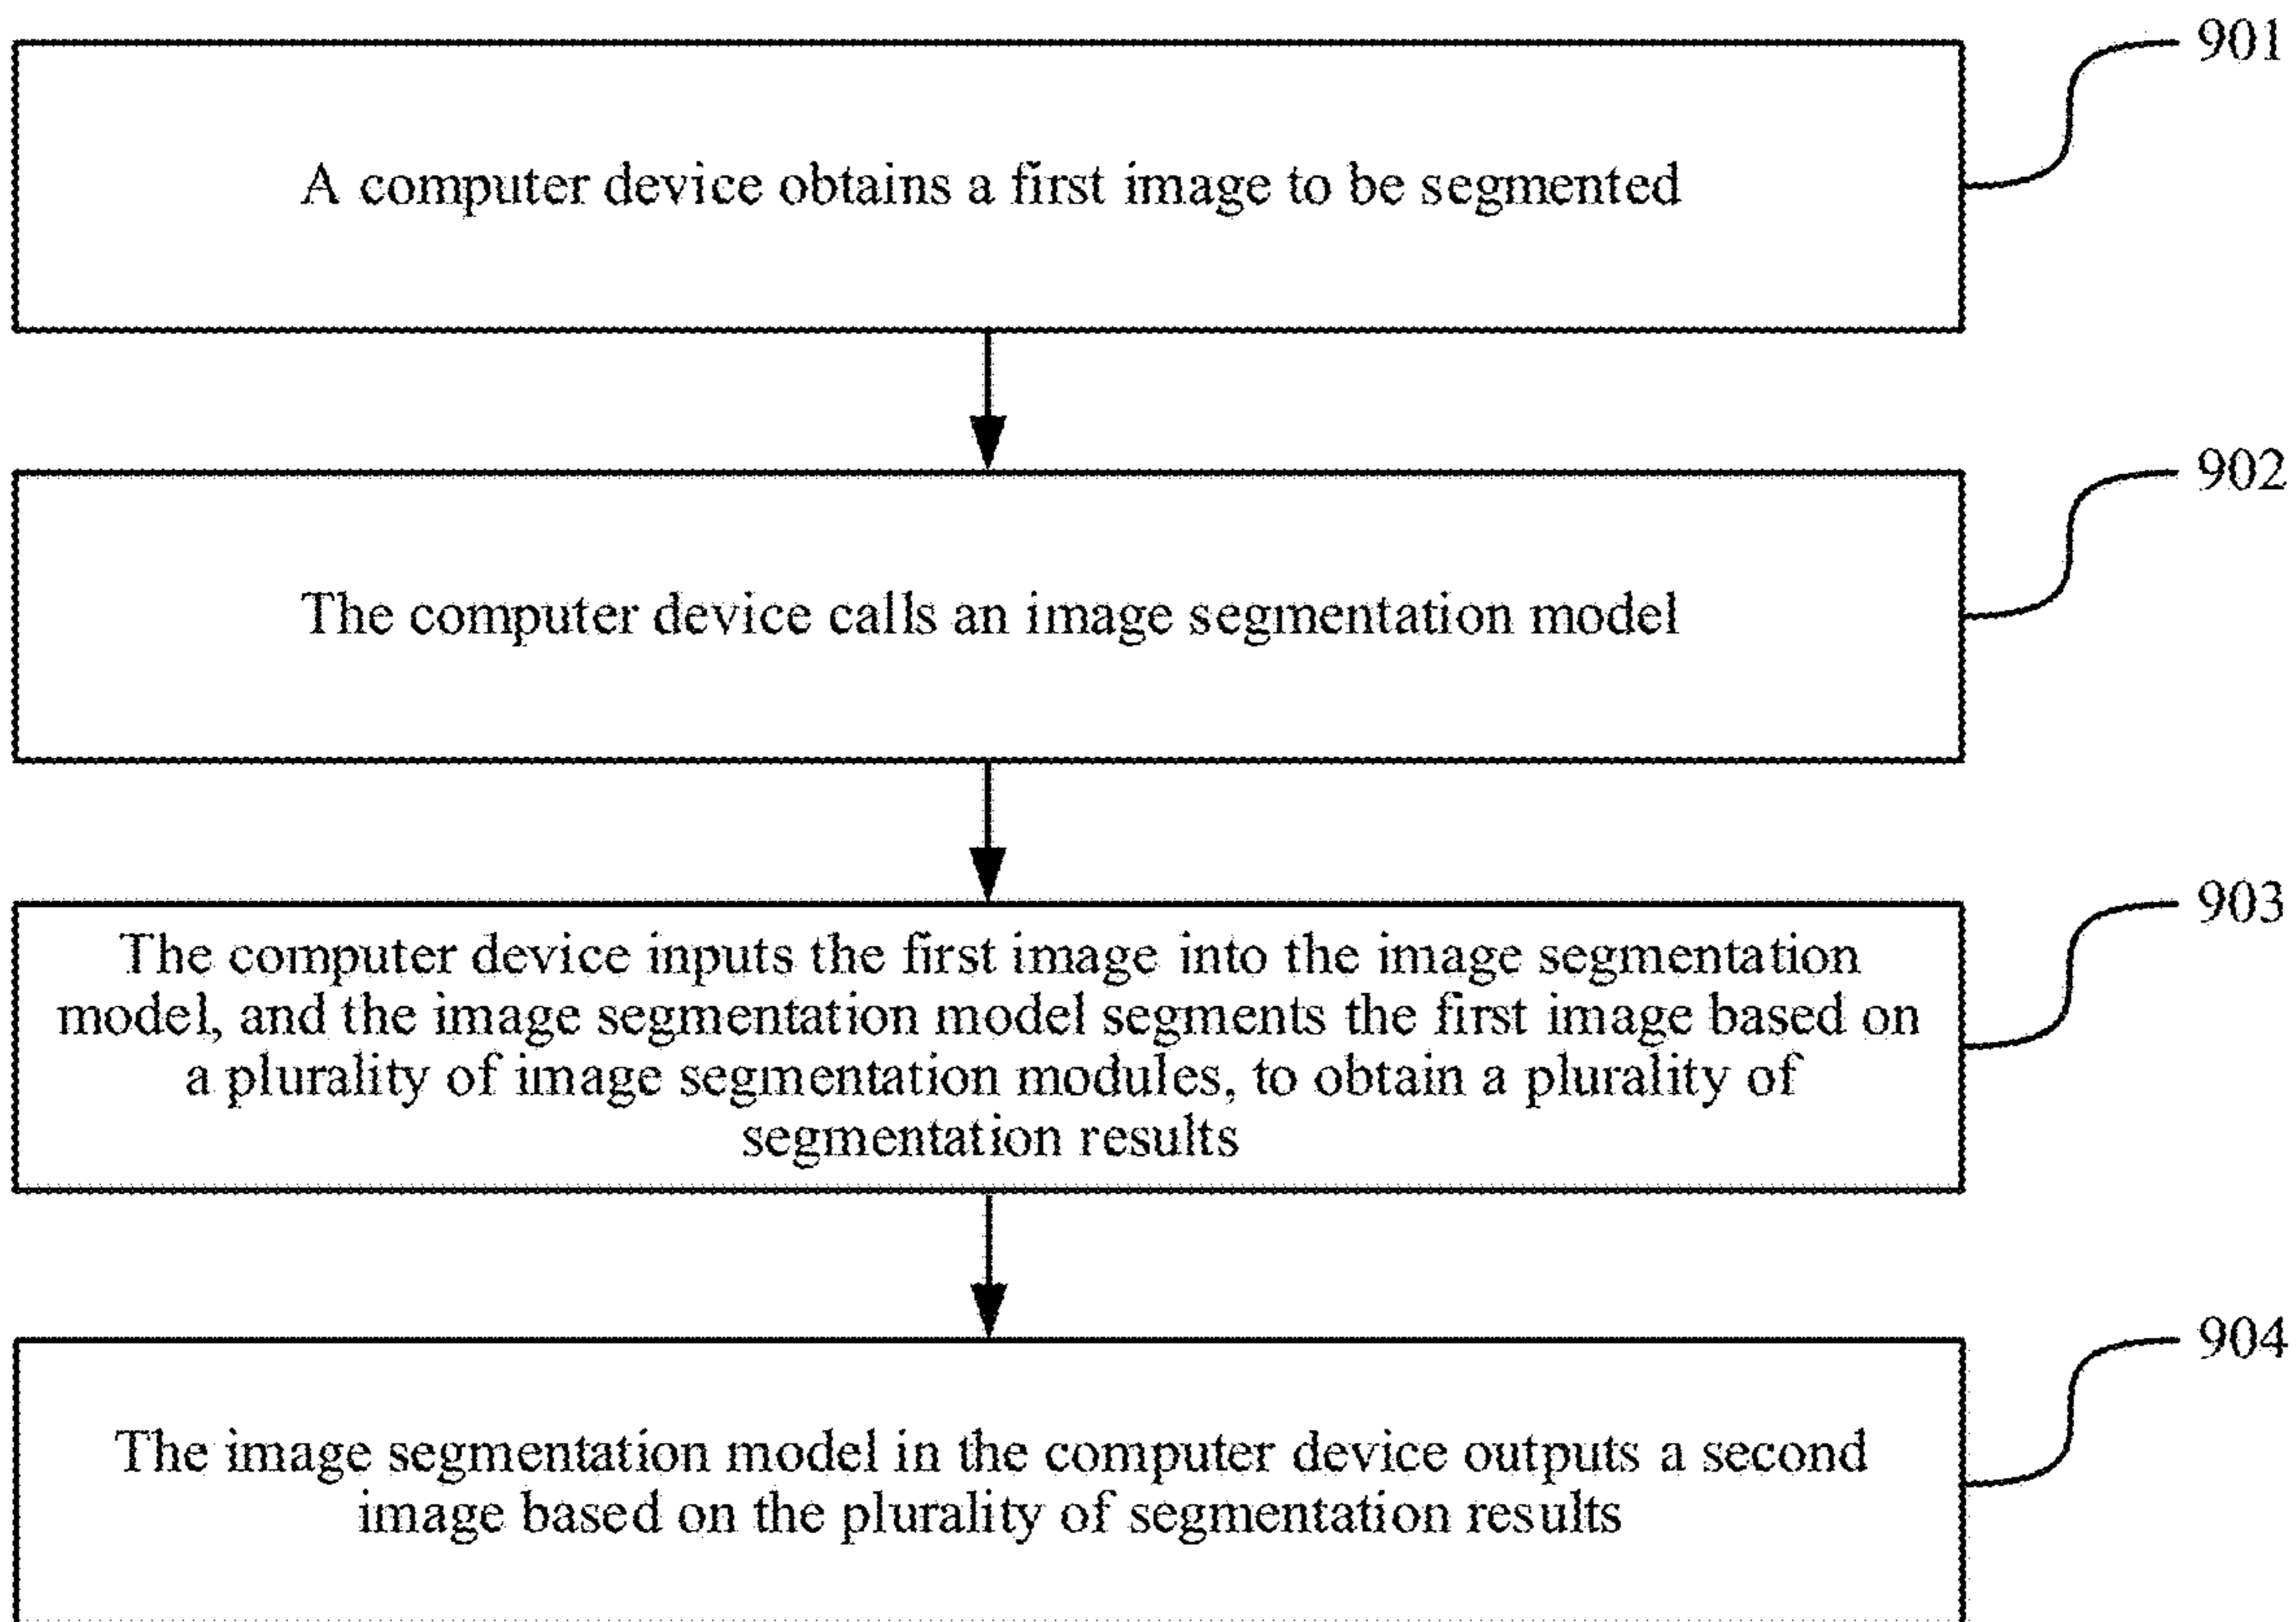 901
A computer device obtains a first image to be segmented
902
The computer device calls an image segmentation model
903
The computer device inputs the first image into the image segmentation
model, and the image segmentation model segments the first image based on
a plurality of image segmentation modules, to obtain a plurality of
segmentation results
904
The image segmentation model in the computer device outputs a second
image based on the plurality of segmentation results